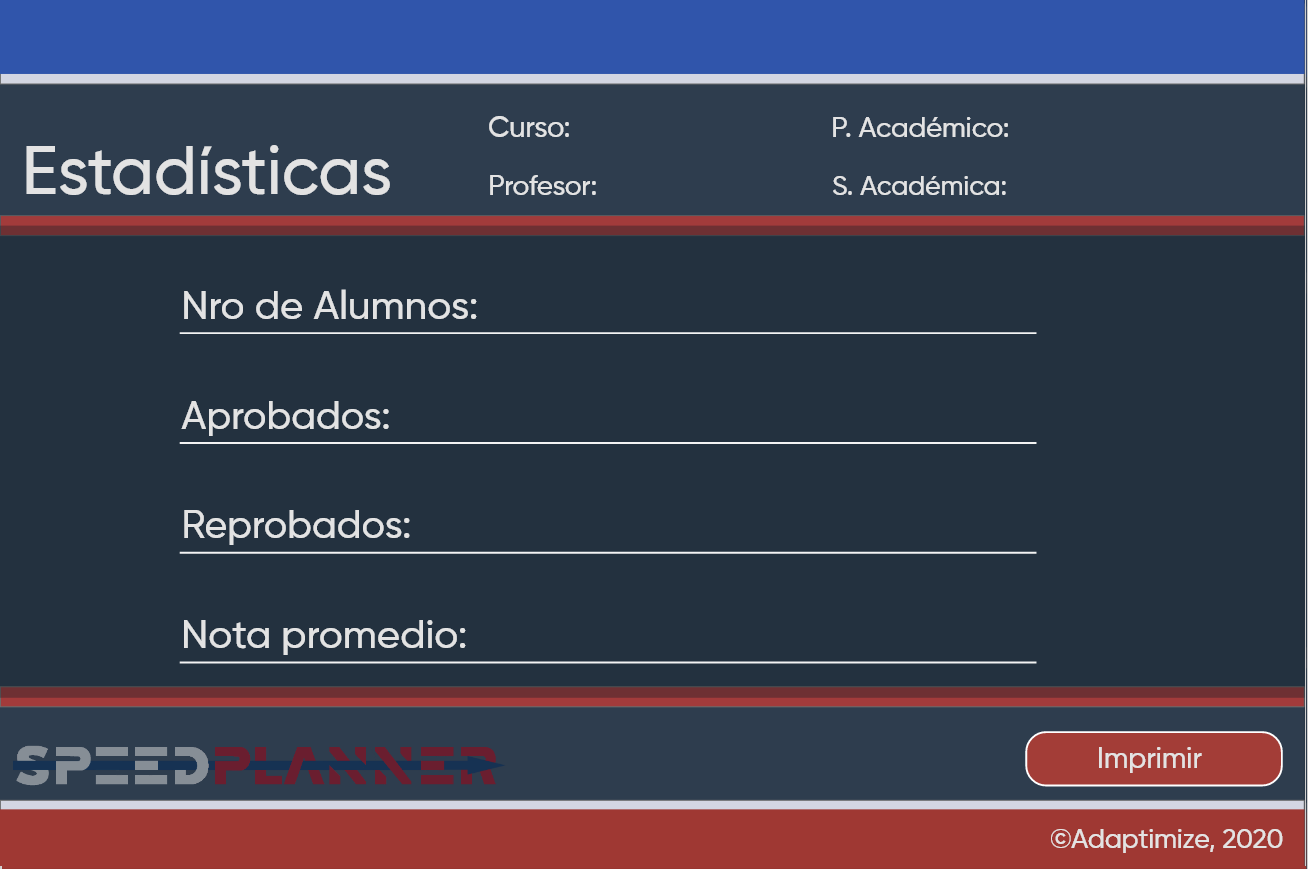 Estadísticas
Curso:
P. Académico:
Profesor:
S. Académica:
Nro de Alumnos:
Aprobados:
Reprobados:
Nota promedio:
SPEEDPLANNER
Imprimir
©Adaptimize, 2020